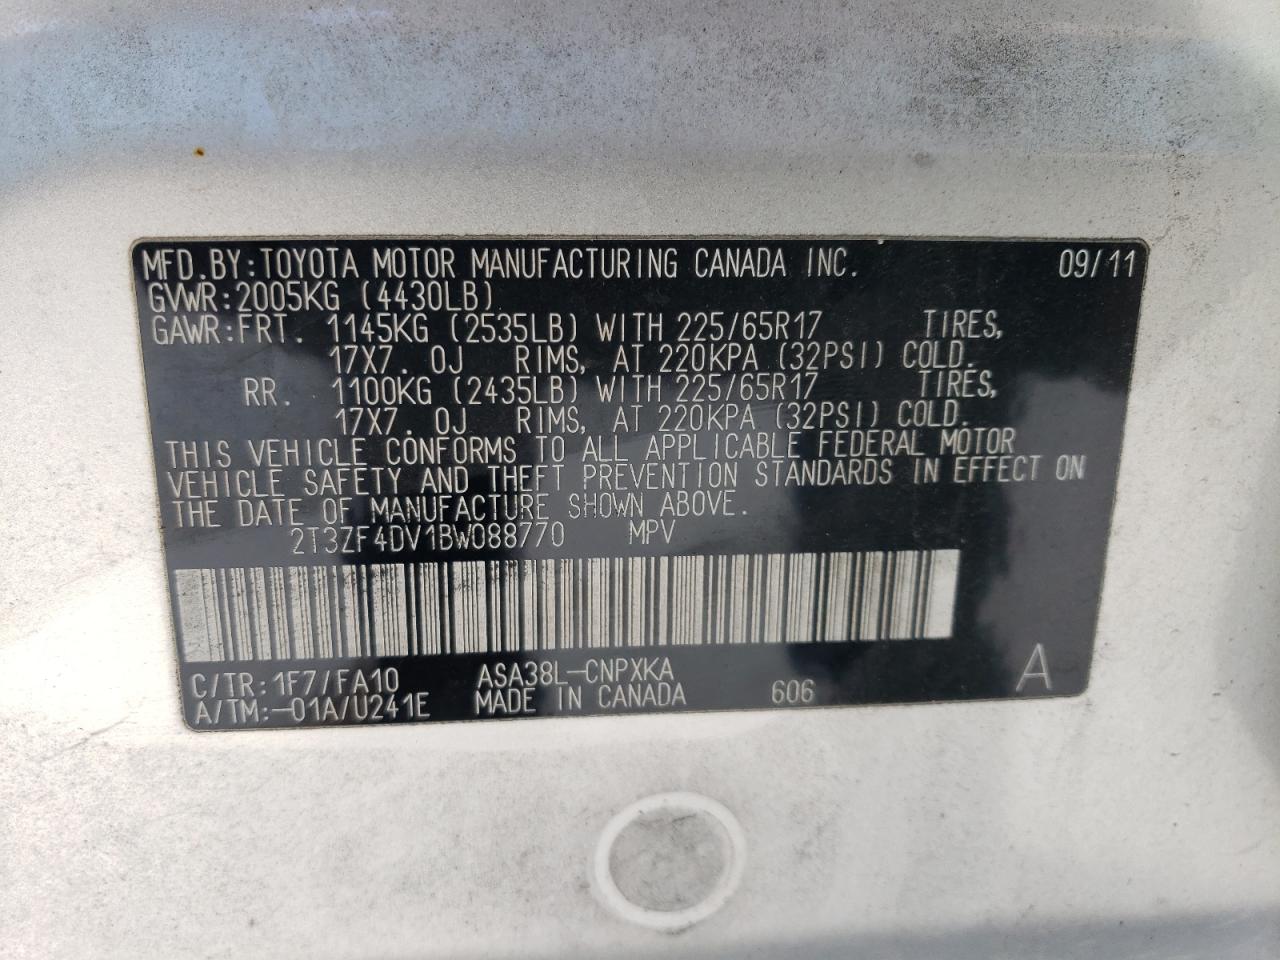 MFD.BY:TOYOTA MOTOR MANUFACTURING CANADA INC. 09/11
GVWR:2005KG (4430LB)
GAWR:FRT. 1145KG (2535LB) WITH 225/65R17 TIRES,
17X7. 0J RIMS, AT 220KPA (32PSI) COLD.
RR. 1100KG (2435LB) WITH 225/65R17 TIRES,
17X7. 0J RIMS, AT 220KPA (32PSI) COLD.
THIS VEHICLE CONFORMS TO ALL APPLICABLE FEDERAL MOTOR
VEHICLE SAFETY AND THEFT PREVENTION STANDARDS IN EFFECT ON
THE DATE OF MANUFACTURE SHOWN ABOVE.
2T3ZF4DV1BW088770 MPV
C/TR:1F7/FA10 ASA38L-CNPXKA A
A/TM:-01A/U241E MADE IN CANADA 606